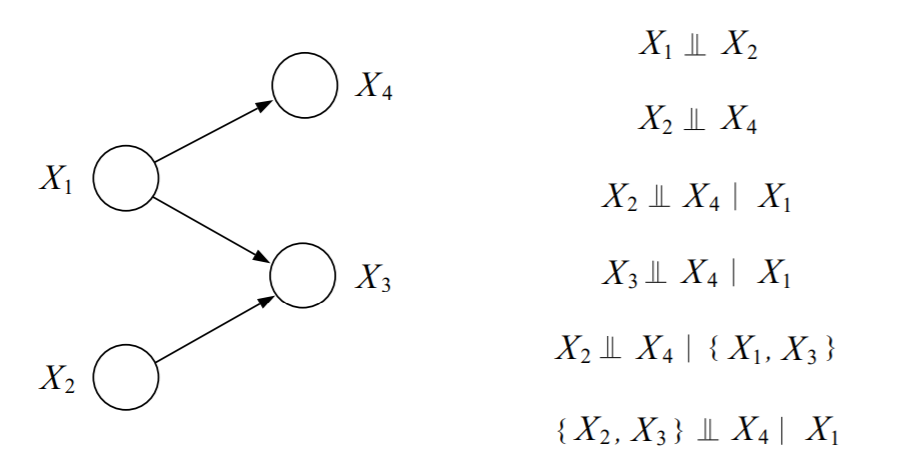 X₄
X₁
X₃
X₂
X₁ ⫫ X₂
X₂ ⫫ X₄
X₂ ⫫ X₄ | X₁
X₃ ⫫ X₄ | X₁
X₂ ⫫ X₄ | { X₁, X₃ }
{ X₂, X₃ } ⫫ X₄ | X₁